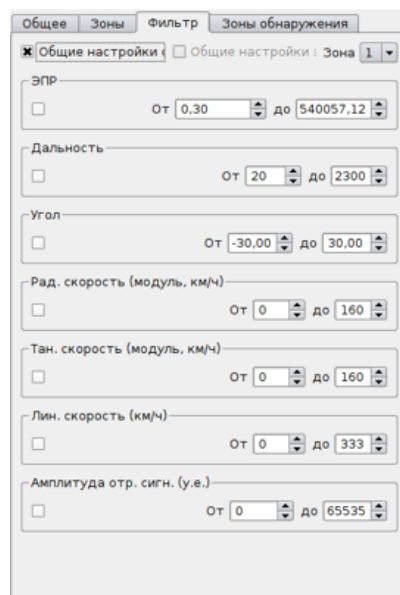 Общее Зоны Фильтр Зоны обнаружения
Общие настройки Общие настройки Зона 1
ЭПР
От 0,30 до 540057,12
Дальность
От 20 до 2300
Угол
От -30,00 до 30,00
Рад. скорость (модуль, км/ч)
От 0 до 160
Тан. скорость (модуль, км/ч)
От 0 до 160
Лин. скорость (км/ч)
От 0 до 333
Амплитуда отр. сигн. (у.е.)
От 0 до 65535